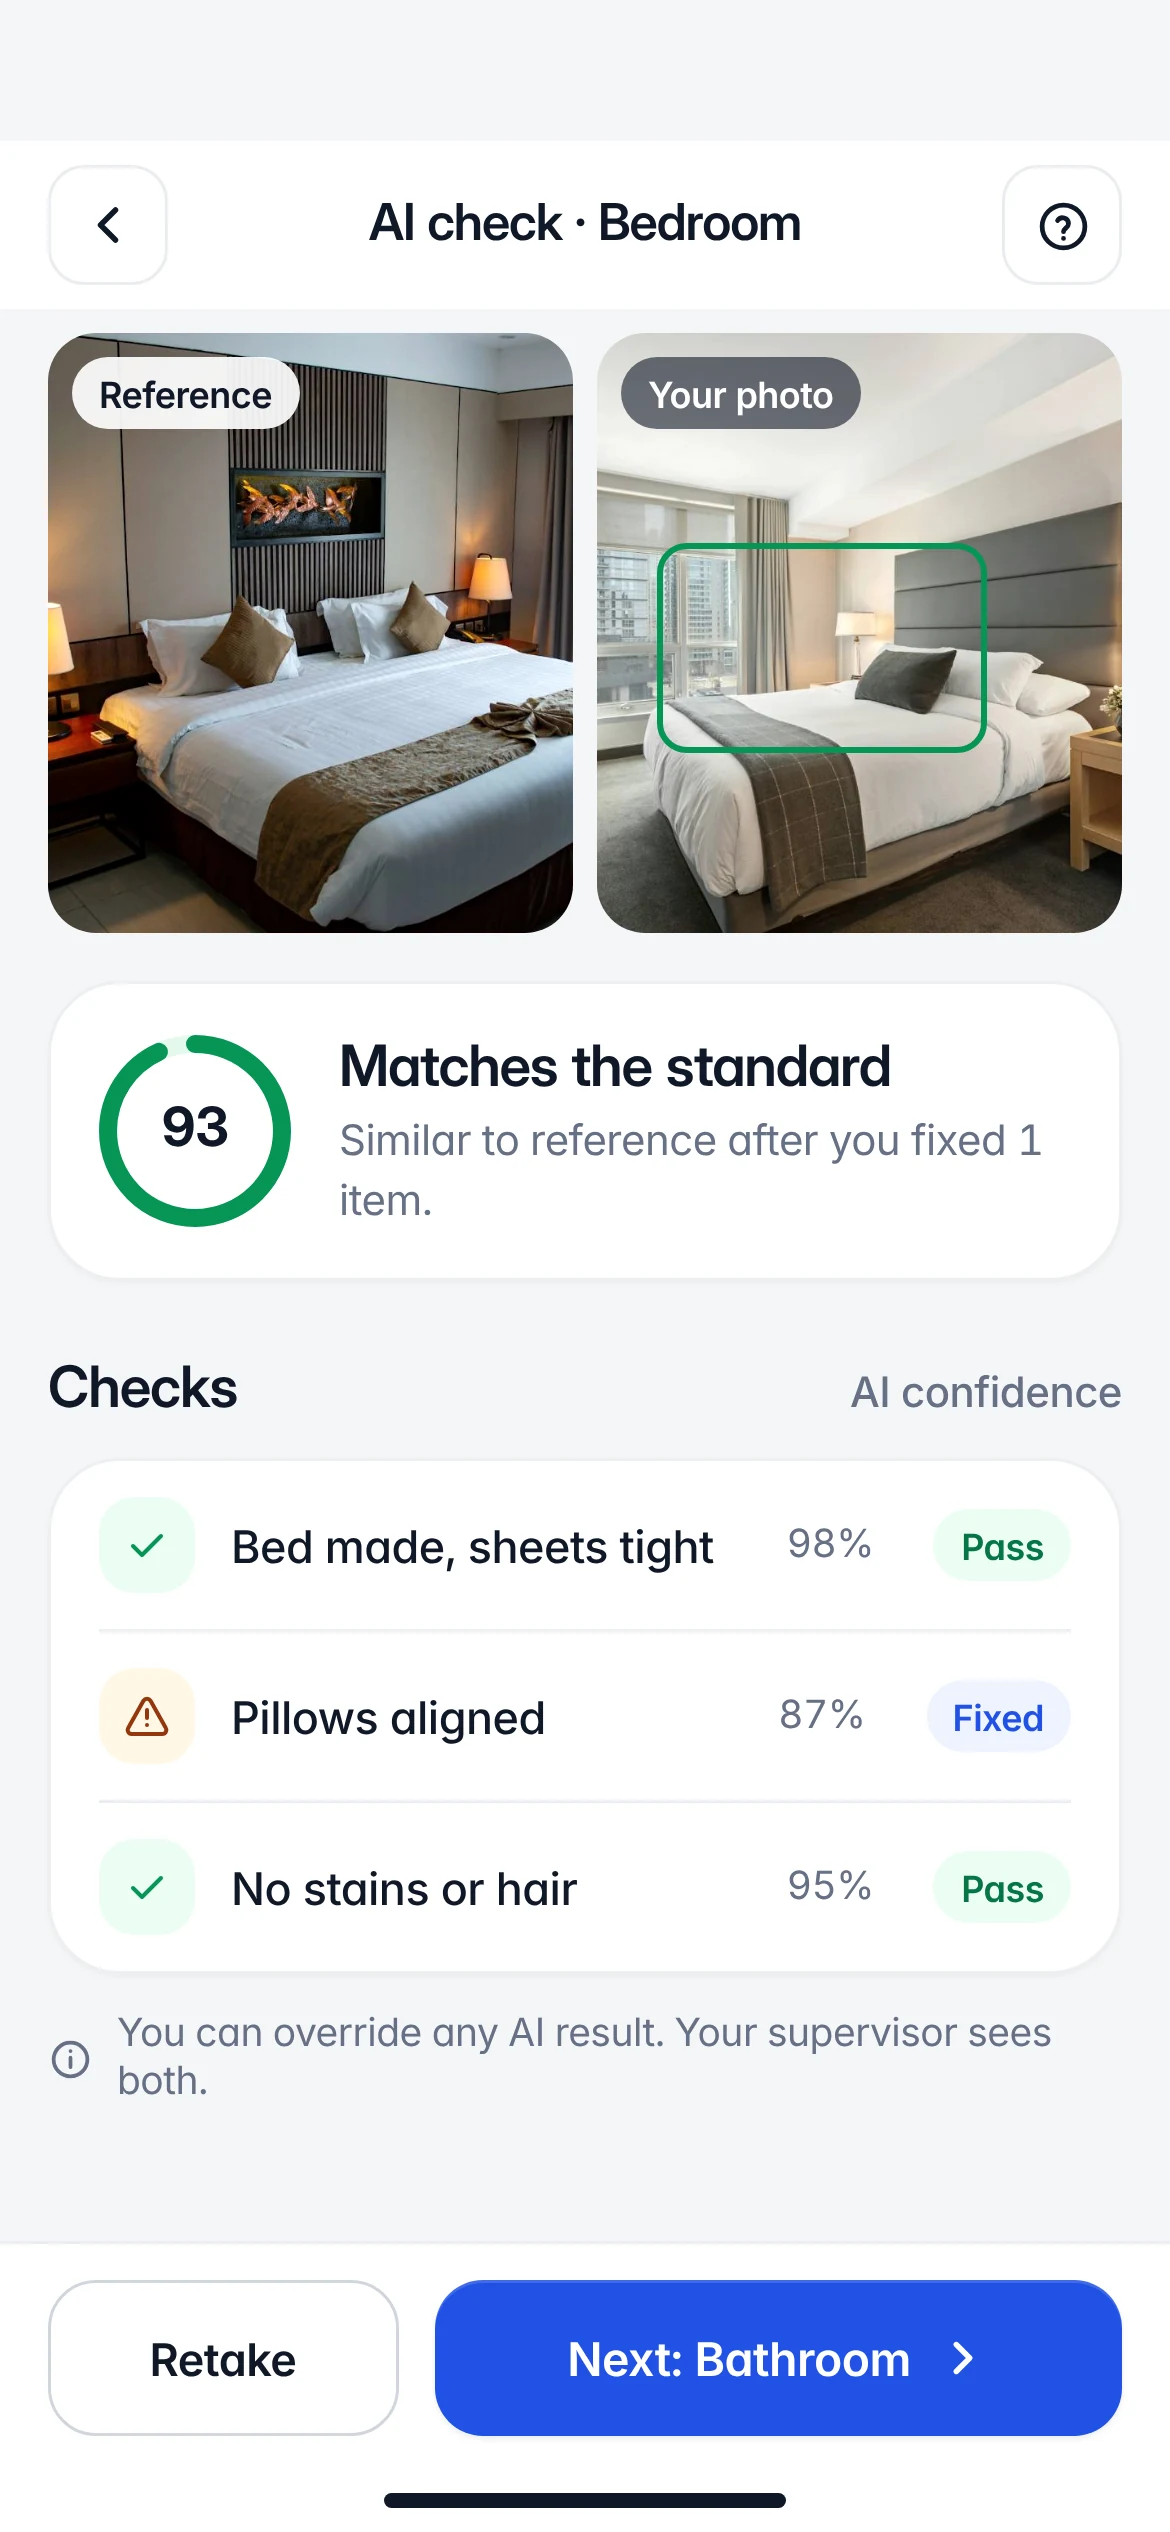 AI check · Bedroom
Reference
Your photo
93
Matches the standard
Similar to reference after you fixed 1
item.
Checks
AI confidence
Bed made, sheets tight 98% Pass
Pillows aligned 87% Fixed
No stains or hair 95% Pass
You can override any AI result. Your supervisor sees
both.
Retake
Next: Bathroom